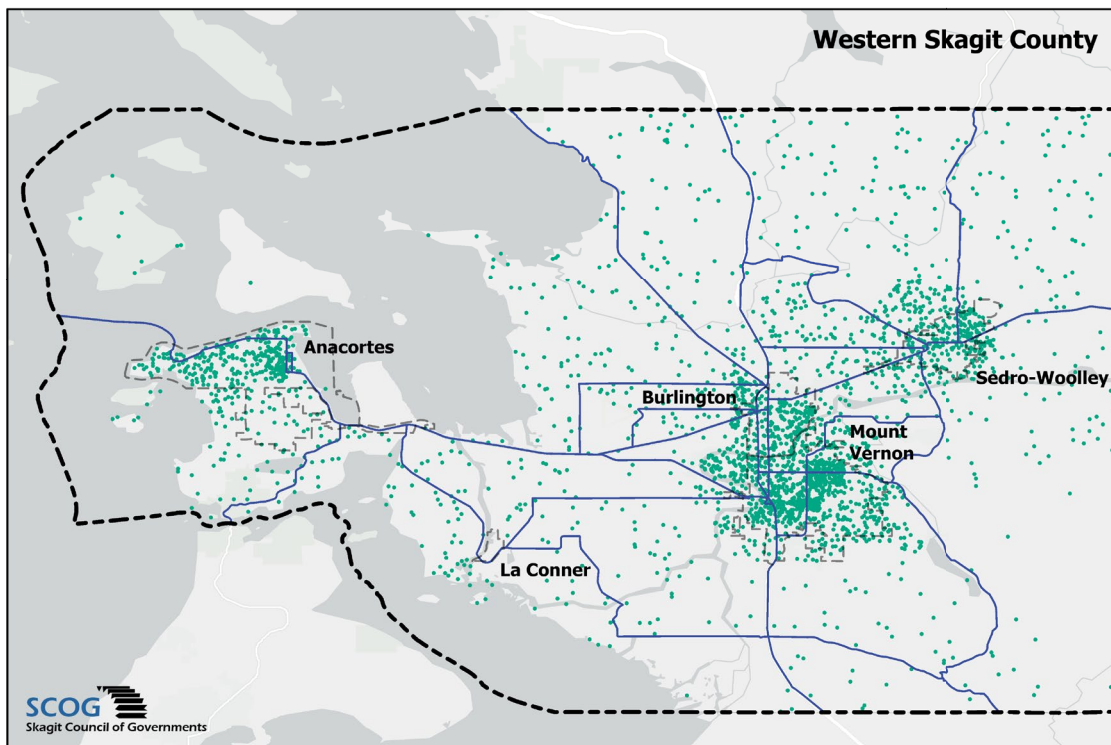 Western Skagit County
Anacortes
Sedro-Woolley
Burlington
Mount
Vernon
La Conner
SCOG
Skagit Council of Governments